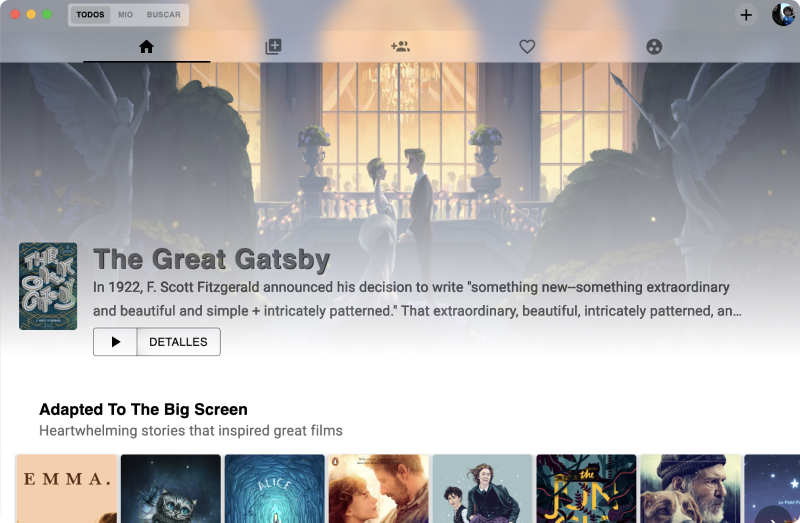 TODOS MIO BUSCAR
The Great Gatsby
In 1922, F. Scott Fitzgerald announced his decision to write "something new–something extraordinary
and beautiful and simple + intricately patterned." That extraordinary, beautiful, intricately patterned, an…
DETALLES
Adapted To The Big Screen
Heartwhelming stories that inspired great films
EMMA.
ALICE
the
JUN